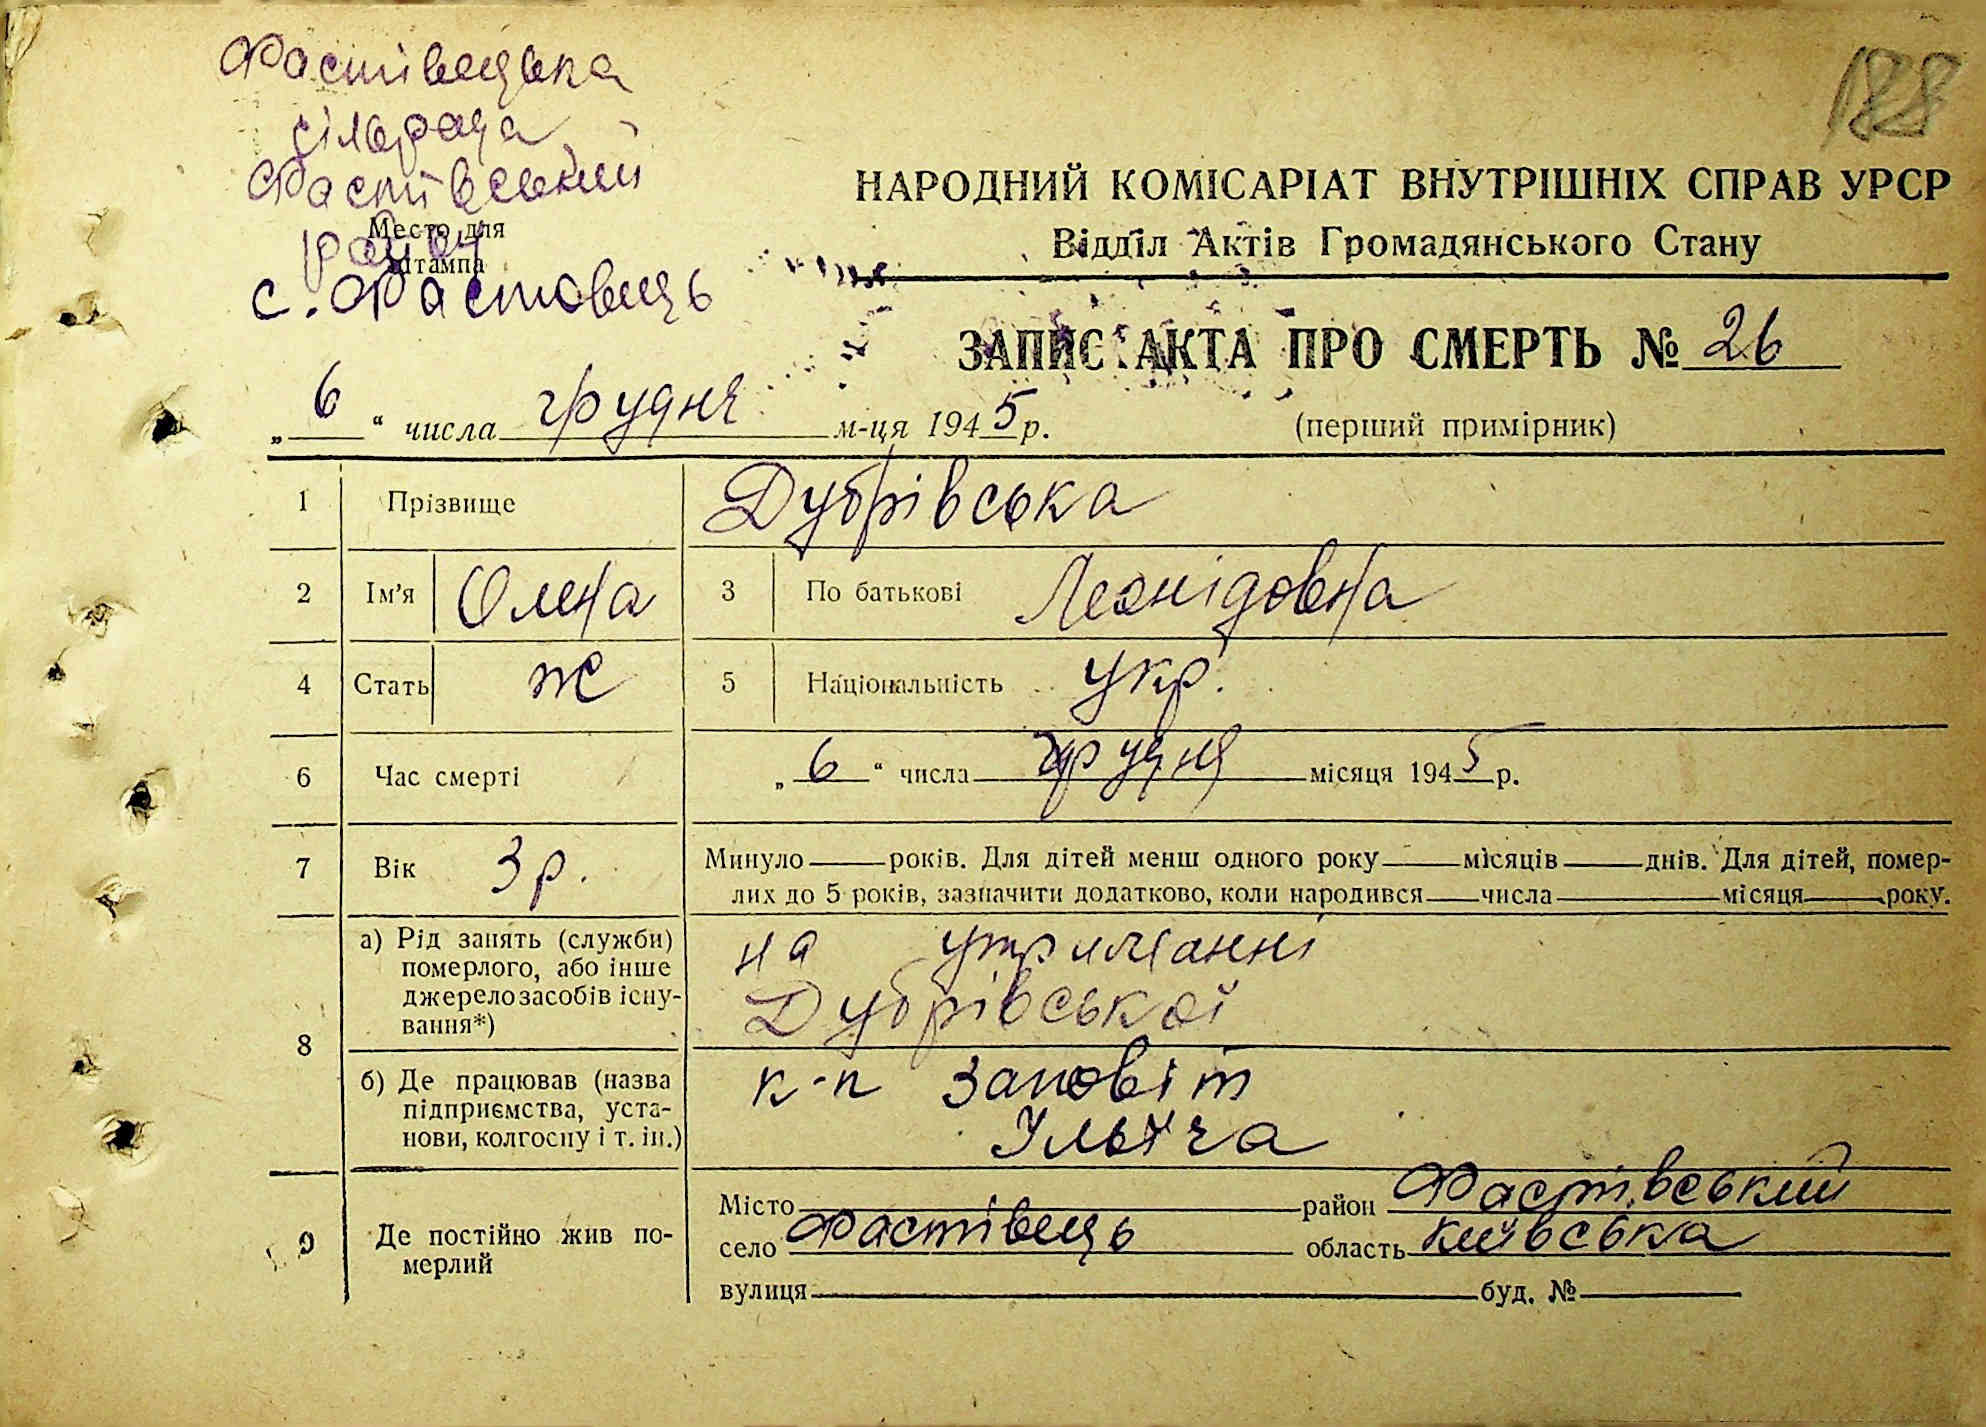 188
Фастівецька
сільрада
Фастівський
район
Место для
штампа
с. Фастовець
НАРОДНИЙ КОМІСАРІАТ ВНУТРІШНІХ СПРАВ УРСР
Відділ Актів Громадянського Стану
ЗАПИС АКТА ПРО СМЕРТЬ № 26
„6“ числа грудня м-ця 1945 р.
(перший примірник)
1 Прізвище Дубрівська
2 Ім'я Олена 3 По батькові Леонідовна
4 Стать ж 5 Національність укр.
6 Час смерті „6“ числа грудня місяця 1945 р.
7 Вік 3 р. Минуло — років. Для дітей менш одного року — місяців — днів. Для дітей, помер-
лих до 5 років, зазначити додатково, коли народився — числа — місяця — року.
8 а) Рід занять (служби)
померлого, або інше
джерело засобів існу-
вання*)
на утриманні
Дубрівської
б) Де працював (назва
підприємства, уста-
нови, колгоспу і т. ін.)
к-п Заповіт
Ульіча
9 Де постійно жив по-
мерлий
Місто район Фастівський
село Фастівець область київська
вулиця буд. №